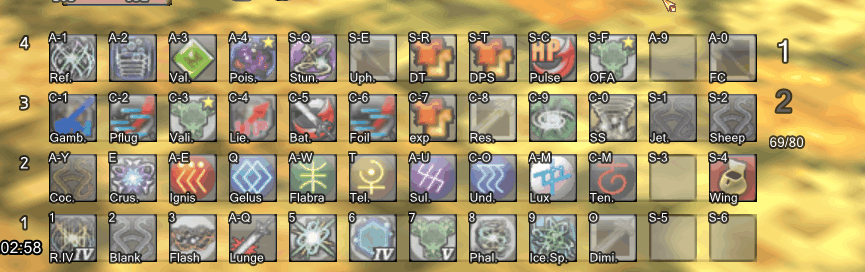 4 A-1 A-2 A-3 A-4 S-Q S-E S-R S-T S-C S-F A-9 A-0 1
Ref. Val. Pois. Stun. Uph. DT DPS HP Pulse OFA FC
3 C-1 C-2 C-3 C-4 C-5 C-6 C-7 C-8 C-9 C-0 S-1 S-2 2
Gamb. Pflug Vali. Lie. Bat. Foil exp Res. SS Jet. Sheep
69/80
2 A-Y E A-E Q A-W T A-U C-O A-M C-M S-3 S-4
Coc. Crus. Ignis Gelus Flabra Tel. Sul. Und. Lux Ten. Wing
1 1 2 3 A-Q 5 6 7 8 9 O S-5 S-6
02:58 R.IV IV Blank Flash Lunge IV V Phal. Ice.Sp. Dimi.